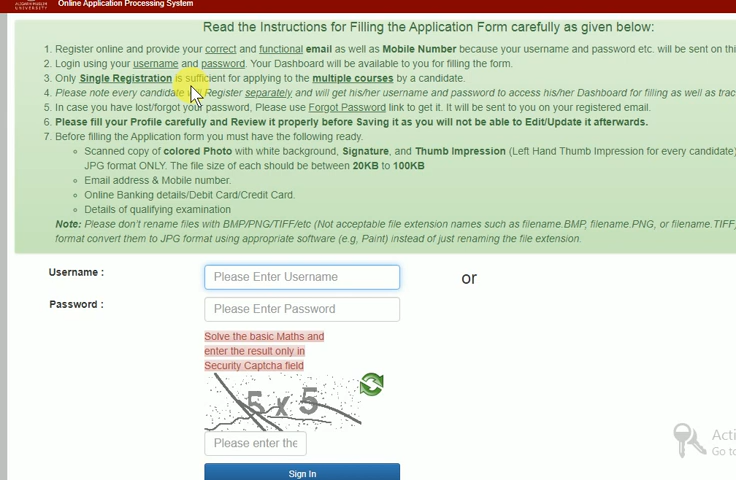 UNIVERSITY
Online Application Processing System
Read the Instructions for Filling the Application Form carefully as given below:
1. Register online and provide your correct and functional email as well as Mobile Number because your username and password etc. will be sent on thi
2. Login using your username and password. Your Dashboard will be available to you for filling the form.
3. Only Single Registration is sufficient for applying to the multiple courses by a candidate.
4. Please note every candidate will Register separately and will get his/her username and password to access his/her Dashboard for filling as well as trac
5. In case you have lost/forgot your password, Please use Forgot Password link to get it. It will be sent to you on your registered email.
6. Please fill your Profile carefully and Review it properly before Saving it as you will not be able to Edit/Update it afterwards.
7. Before filling the Application form you must have the following ready.
Scanned copy of colored Photo with white background, Signature, and Thumb Impression (Left Hand Thumb Impression for every candidate)
JPG format ONLY. The file size of each should be between 20KB to 100KB
Email address & Mobile number.
Online Banking details/Debit Card/Credit Card.
Details of qualifying examination
Note: Please don't rename files with BMP/PNG/TIFF/etc (Not acceptable file extension names such as filename.BMP, filename.PNG, or filename.TIFF)
format convert them to JPG format using appropriate software (e.g, Paint) instead of just renaming the file extension.
Username :
Please Enter Username
or
Password :
Please Enter Password
Solve the basic Maths and
enter the result only in
Security Captcha field
5 x 5
Please enter the
Sign In
Acti
Go to